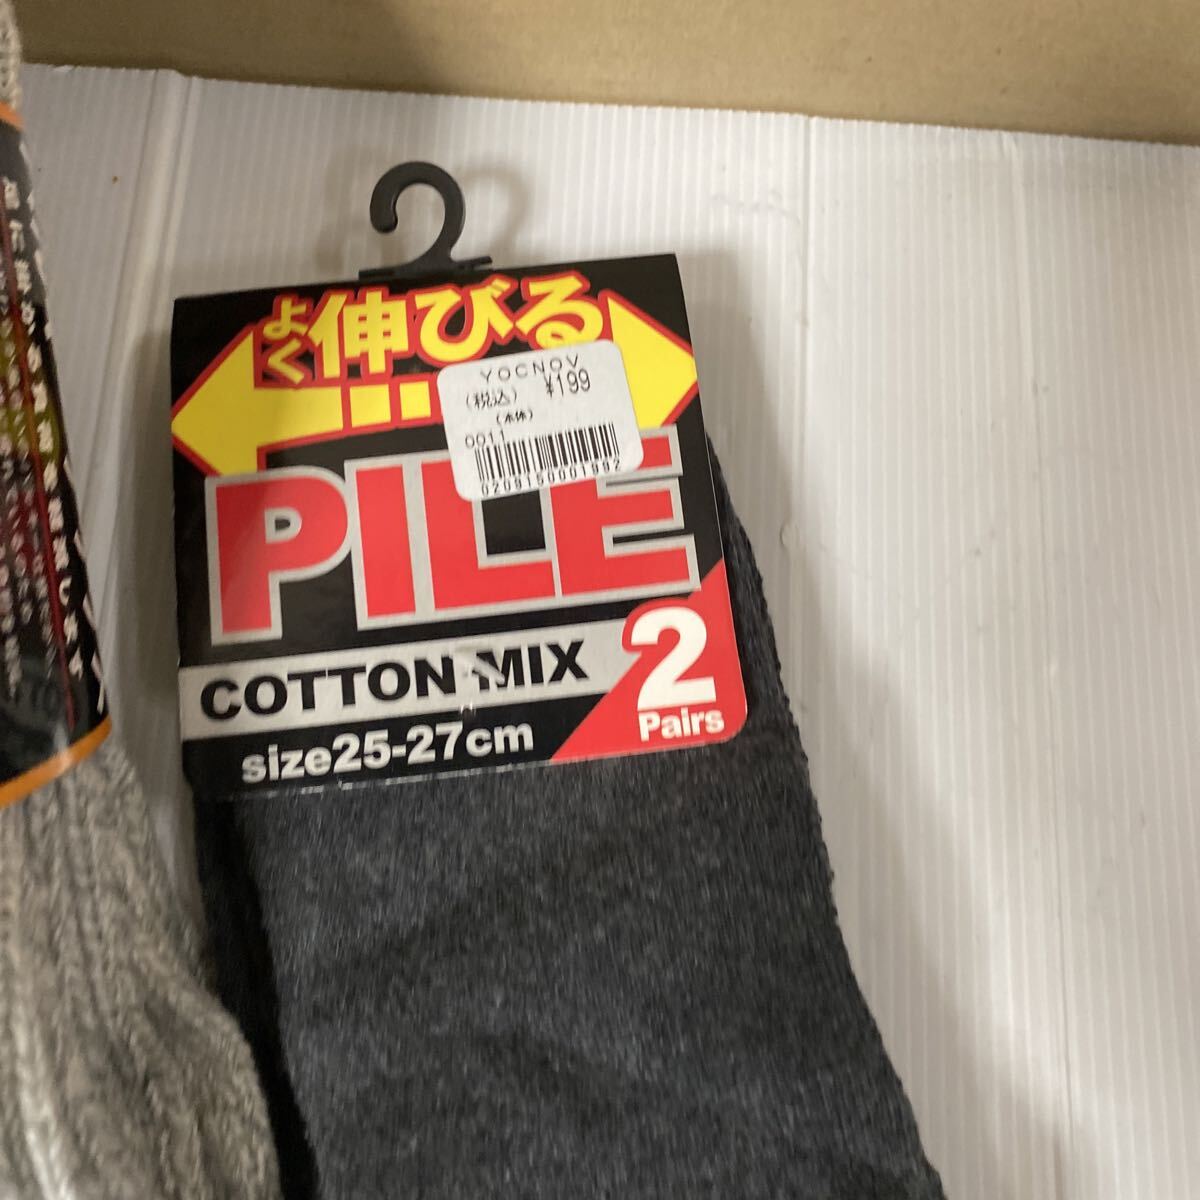 よく伸びる
YOCNOV
(税込) ¥199
(本体)
0011
0209150001992
PILE
COTTON MIX
size25-27cm
2
Pairs